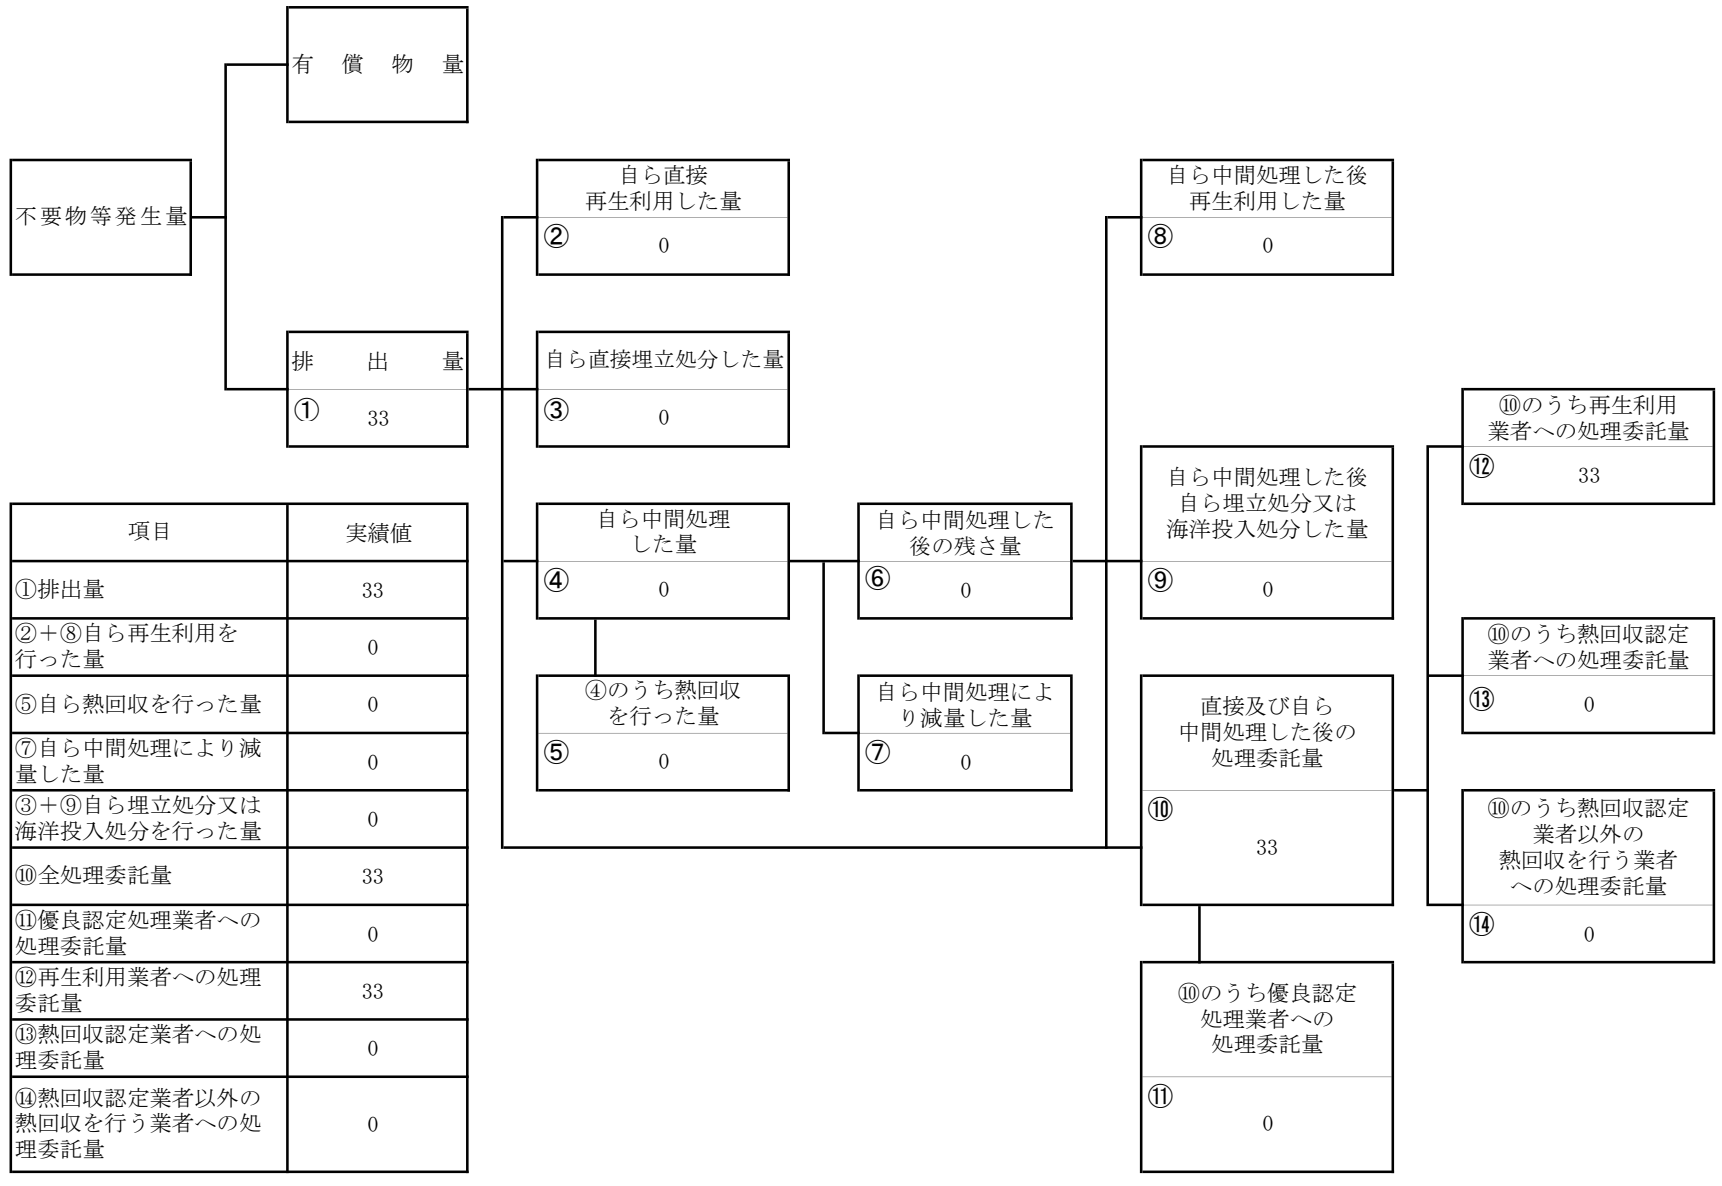 有償物量
不要物等発生量
排出量
① 33
自ら直接
再生利用した量
② 0
自ら直接埋立処分した量
③ 0
自ら中間処理
した量
④ 0
④のうち熱回収
を行った量
⑤ 0
自ら中間処理した
後の残さ量
⑥ 0
自ら中間処理によ
り減量した量
⑦ 0
自ら中間処理した後
再生利用した量
⑧ 0
自ら中間処理した後
自ら埋立処分又は
海洋投入処分した量
⑨ 0
直接及び自ら
中間処理した後の
処理委託量
⑩
33
⑩のうち優良認定
処理業者への
処理委託量
⑪
0
⑩のうち再生利用
業者への処理委託量
⑫ 33
⑩のうち熱回収認定
業者への処理委託量
⑬ 0
⑩のうち熱回収認定
業者以外の
熱回収を行う業者
への処理委託量
⑭ 0
項目 実績値
①排出量 33
②＋⑧自ら再生利用を
行った量 0
⑤自ら熱回収を行った量 0
⑦自ら中間処理により減
量した量 0
③＋⑨自ら埋立処分又は
海洋投入処分を行った量 0
⑩全処理委託量 33
⑪優良認定処理業者への
処理委託量 0
⑫再生利用業者への処理
委託量 33
⑬熱回収認定業者への処
理委託量 0
⑭熱回収認定業者以外の
熱回収を行う業者への処
理委託量 0